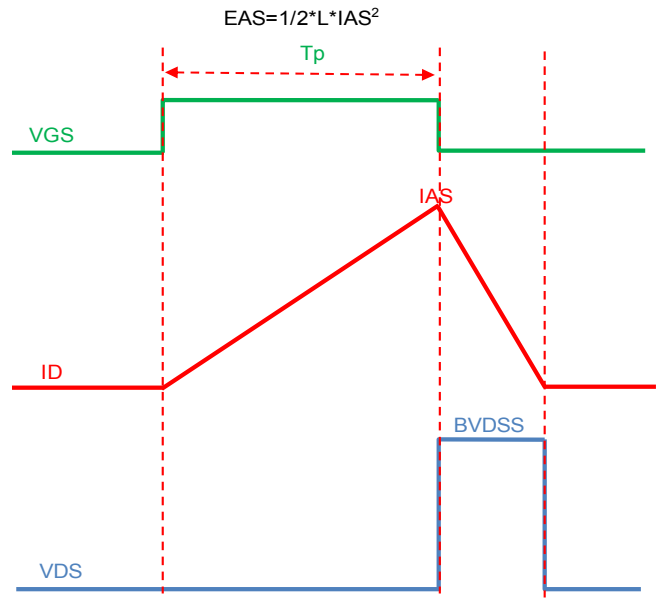 EAS=1/2*L*IAS²
Tp
VGS
IAS
ID
BVDSS
VDS